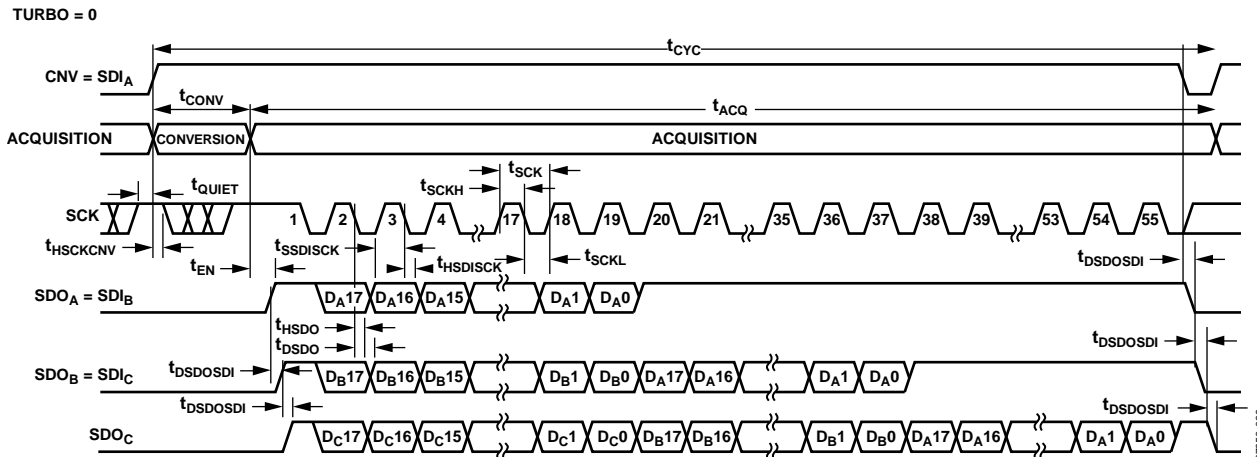 TURBO = 0
tCYC
CNV = SDIA
tCONV
tACQ
ACQUISITION CONVERSION ACQUISITION
tSCK
tQUIET
tSCKH
SCK 1 2 3 4 17 18 19 20 21 35 36 37 38 39 53 54 55
tHSCKCNV
tSSDISCK
tHSDISCK
tSCKL
tEN
tDSDOSDI
SDOA = SDIB DA17 DA16 DA15 DA1 DA0
tHSDO
tDSDO
tDSDOSDI
tDSDOSDI
SDOB = SDIC DB17 DB16 DB15 DB1 DB0 DA17 DA16 DA1 DA0
tDSDOSDI
tDSDOSDI
SDOC DC17 DC16 DC15 DC1 DC0 DB17 DB16 DB1 DB0 DA17 DA16 DA1 DA0